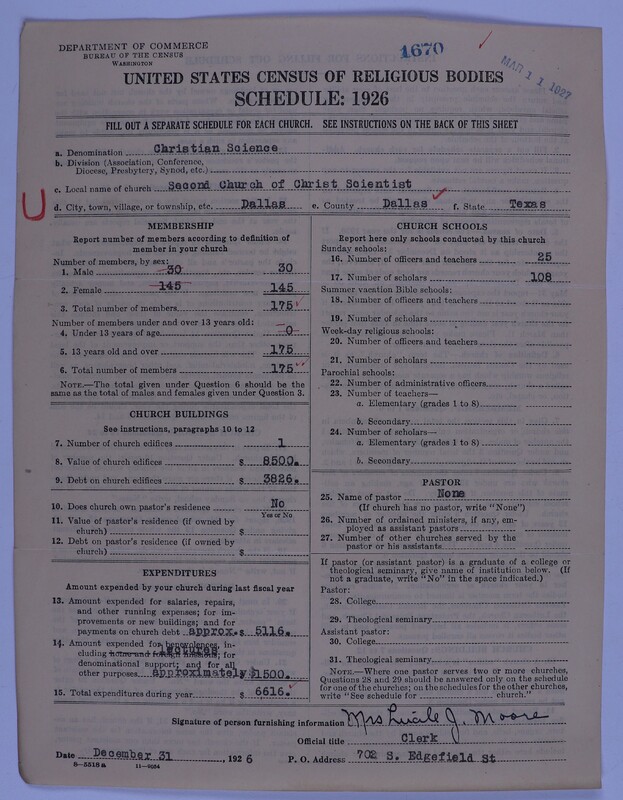 DEPARTMENT OF COMMERCE
BUREAU OF THE CENSUS
WASHINGTON
1670
MAR 11 1927
UNITED STATES CENSUS OF RELIGIOUS BODIES
SCHEDULE: 1926
FILL OUT A SEPARATE SCHEDULE FOR EACH CHURCH. SEE INSTRUCTIONS ON THE BACK OF THIS SHEET
a. Denomination Christian Science
b. Division (Association, Conference,
Diocese, Presbytery, Synod, etc.)
c. Local name of church Second Church of Christ Scientist
U
d. City, town, village, or township, etc. Dallas e. County Dallas f. State Texas
MEMBERSHIP
Report number of members according to definition of
member in your church
Number of members, by sex:
1. Male 30 30
2. Female 145 145
3. Total number of members 175
Number of members under and over 13 years old:
4. Under 13 years of age 0
5. 13 years old and over 175
6. Total number of members 175
NOTE.—The total given under Question 6 should be the
same as the total of males and females given under Question 3.
CHURCH BUILDINGS
See instructions, paragraphs 10 to 12
7. Number of church edifices 1
8. Value of church edifices $ 8500.
9. Debt on church edifices $ 3826.
10. Does church own pastor's residence No
Yes or No
11. Value of pastor's residence (if owned by
church) $
12. Debt on pastor's residence (if owned by
church) $
EXPENDITURES
Amount expended by your church during last fiscal year
13. Amount expended for salaries, repairs,
and other running expenses; for im-
provements or new buildings; and for
payments on church debt approx. $ 5116.
14. Amount expended for benevolences, in-
cluding home and foreign missions; for lectures
denominational support; and for all
other purposes approximately $1500.
15. Total expenditures during year $ 6616.
CHURCH SCHOOLS
Report here only schools conducted by this church
Sunday schools:
16. Number of officers and teachers 25
17. Number of scholars 108
Summer vacation Bible schools:
18. Number of officers and teachers
19. Number of scholars
Week-day religious schools:
20. Number of officers and teachers
21. Number of scholars
Parochial schools:
22. Number of administrative officers
23. Number of teachers—
a. Elementary (grades 1 to 8)
b. Secondary
24. Number of scholars—
a. Elementary (grades 1 to 8)
b. Secondary
PASTOR
25. Name of pastor None
(If church has no pastor, write "None")
26. Number of ordained ministers, if any, em-
ployed as assistant pastors
27. Number of other churches served by the
pastor or his assistants
If pastor (or assistant pastor) is a graduate of a college or
theological seminary, give name of institution below. (If
not a graduate, write "No" in the space indicated.)
Pastor:
28. College
29. Theological seminary
Assistant pastor:
30. College
31. Theological seminary
NOTE.—Where one pastor serves two or more churches,
Questions 28 and 29 should be answered only on the schedule
for one of the churches; on the schedules for the other churches,
write "See schedule for church."
Signature of person furnishing information Mrs Lucile J. Moore
Official title Clerk
Date December 31, 1926 P. O. Address 702 S. Edgefield St
8—5518a 11—9594